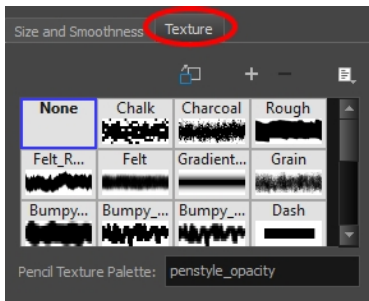 Size and Smoothness Texture
None Chalk Charcoal Rough
Felt_R... Felt Gradient... Grain
Bumpy... Bumpy_... Bumpy_... Dash
Pencil Texture Palette: penstyle_opacity